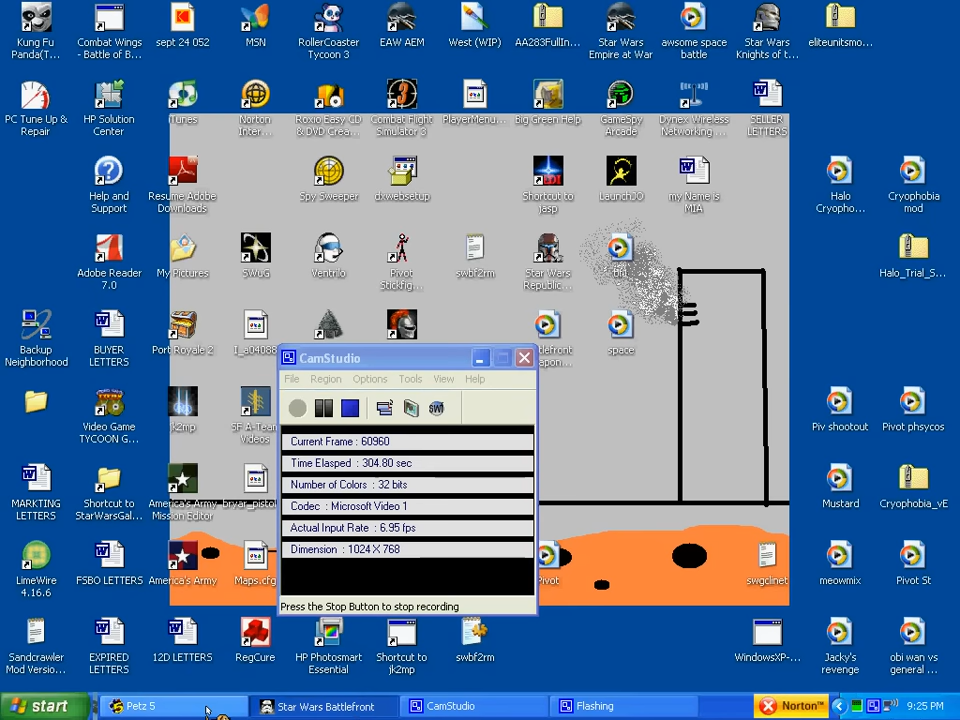 Kung Fu
Panda(T...
Combat Wings
- Battle of B...
sept 24 052
MSN
RollerCoaster
Tycoon 3
EAW AEM
West (WIP)
AA283FullIn...
Star Wars
Empire at War
awsome space
battle
Star Wars
Knights of t...
eliteunitsmo...
PC Tune Up &
Repair
HP Solution
Center
iTunes
Norton
Inter...
Roxio Easy CD
& DVD Crea...
Combat Flight
Simulator 3
PlayerMenu...
Big Green Help
GameSpy
Arcade
Dynex Wireless
Networking ...
SELLER
LETTERS
Help and
Support
Resume Adobe
Downloads
Spy Sweeper
dxwebsetup
Shortcut to
jasp
LaunchJO
my Name is
MIA
Halo
Cryopho...
Cryophobia
mod
Adobe Reader
7.0
My Pictures
SWuG
Ventrilo
Pivot
Stickfig...
swbf2rm
Star Wars
Republic...
Halo_Trial_S...
Backup
Neighborhood
BUYER
LETTERS
Port Royale 2
space
Video Game
TYCOON G...
jk2mp
SF A-Team
Videos
Piv shootout
Pivot phsycos
MARKTING
LETTERS
Shortcut to
StarWarsGal...
America's Army
Mission Editor
bryar_pistol
Mustard
Cryophobia_vE
LimeWire
4.16.6
FSBO LETTERS
America's Army
Maps.cfg
Pivot
swgclinet
meowmix
Pivot St
Sandcrawler
Mod Versio...
EXPIRED
LETTERS
12D LETTERS
RegCure
HP Photosmart
Essential
Shortcut to
jk2mp
swbf2rm
WindowsXP-...
Jacky's
revenge
obi wan vs
general ...
CamStudio
File Region Options Tools View Help
Current Frame : 60960
Time Elasped : 304.80 sec
Number of Colors : 32 bits
Codec : Microsoft Video 1
Actual Input Rate : 6.95 fps
Dimension : 1024 X 768
Press the Stop Button to stop recording
start
Petz 5
Star Wars Battlefront
CamStudio
Flashing
Norton™
9:25 PM